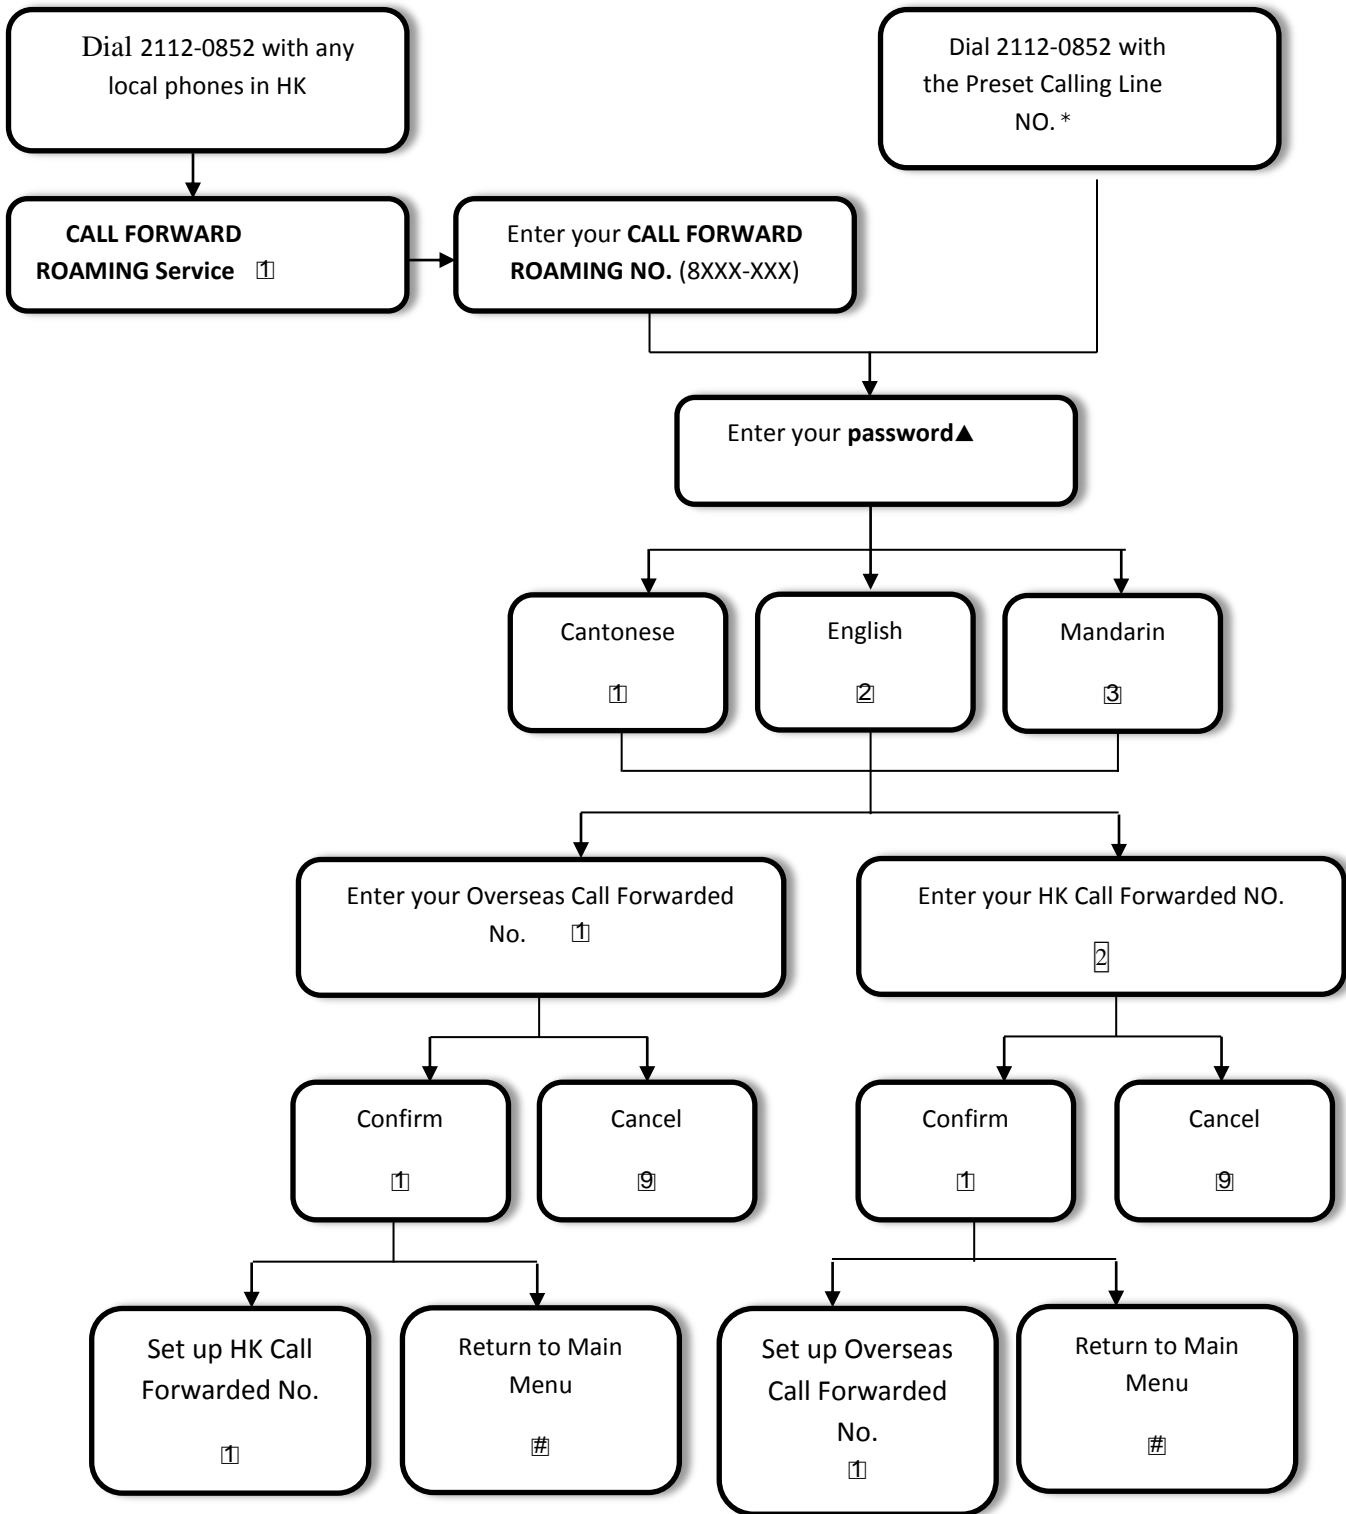 Dial 2112-0852 with any
local phones in HK
Dial 2112-0852 with
the Preset Calling Line
NO. *
CALL FORWARD
ROAMING Service 1
Enter your CALL FORWARD
ROAMING NO. (8XXX-XXX)
Enter your password▲
Cantonese
1
English
2
Mandarin
3
Enter your Overseas Call Forwarded
No. 1
Enter your HK Call Forwarded NO.
2
Confirm
1
Cancel
9
Confirm
1
Cancel
9
Set up HK Call
Forwarded No.
1
Return to Main
Menu
#
Set up Overseas
Call Forwarded
No.
1
Return to Main
Menu
#